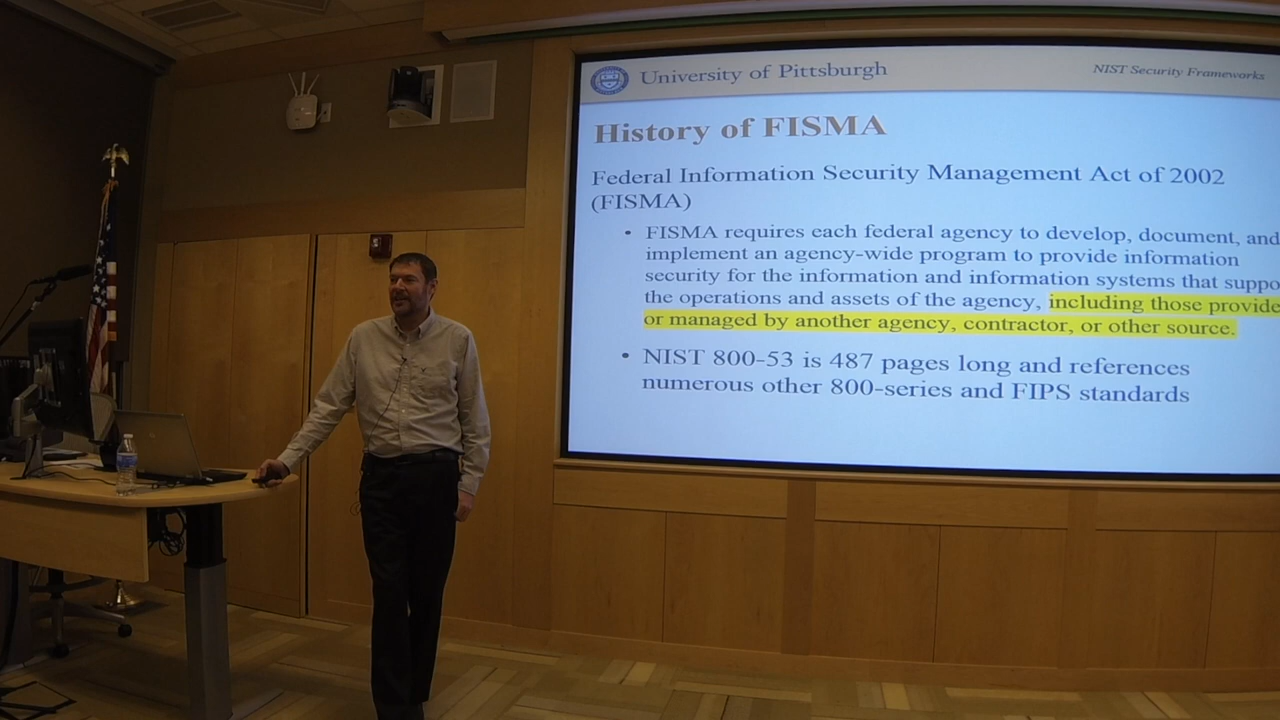 University of Pittsburgh
NIST Security Frameworks
History of FISMA
Federal Information Security Management Act of 2002
(FISMA)
• FISMA requires each federal agency to develop, document, and
implement an agency-wide program to provide information
security for the information and information systems that suppo
the operations and assets of the agency, including those provide
or managed by another agency, contractor, or other source.
• NIST 800-53 is 487 pages long and references
numerous other 800-series and FIPS standards